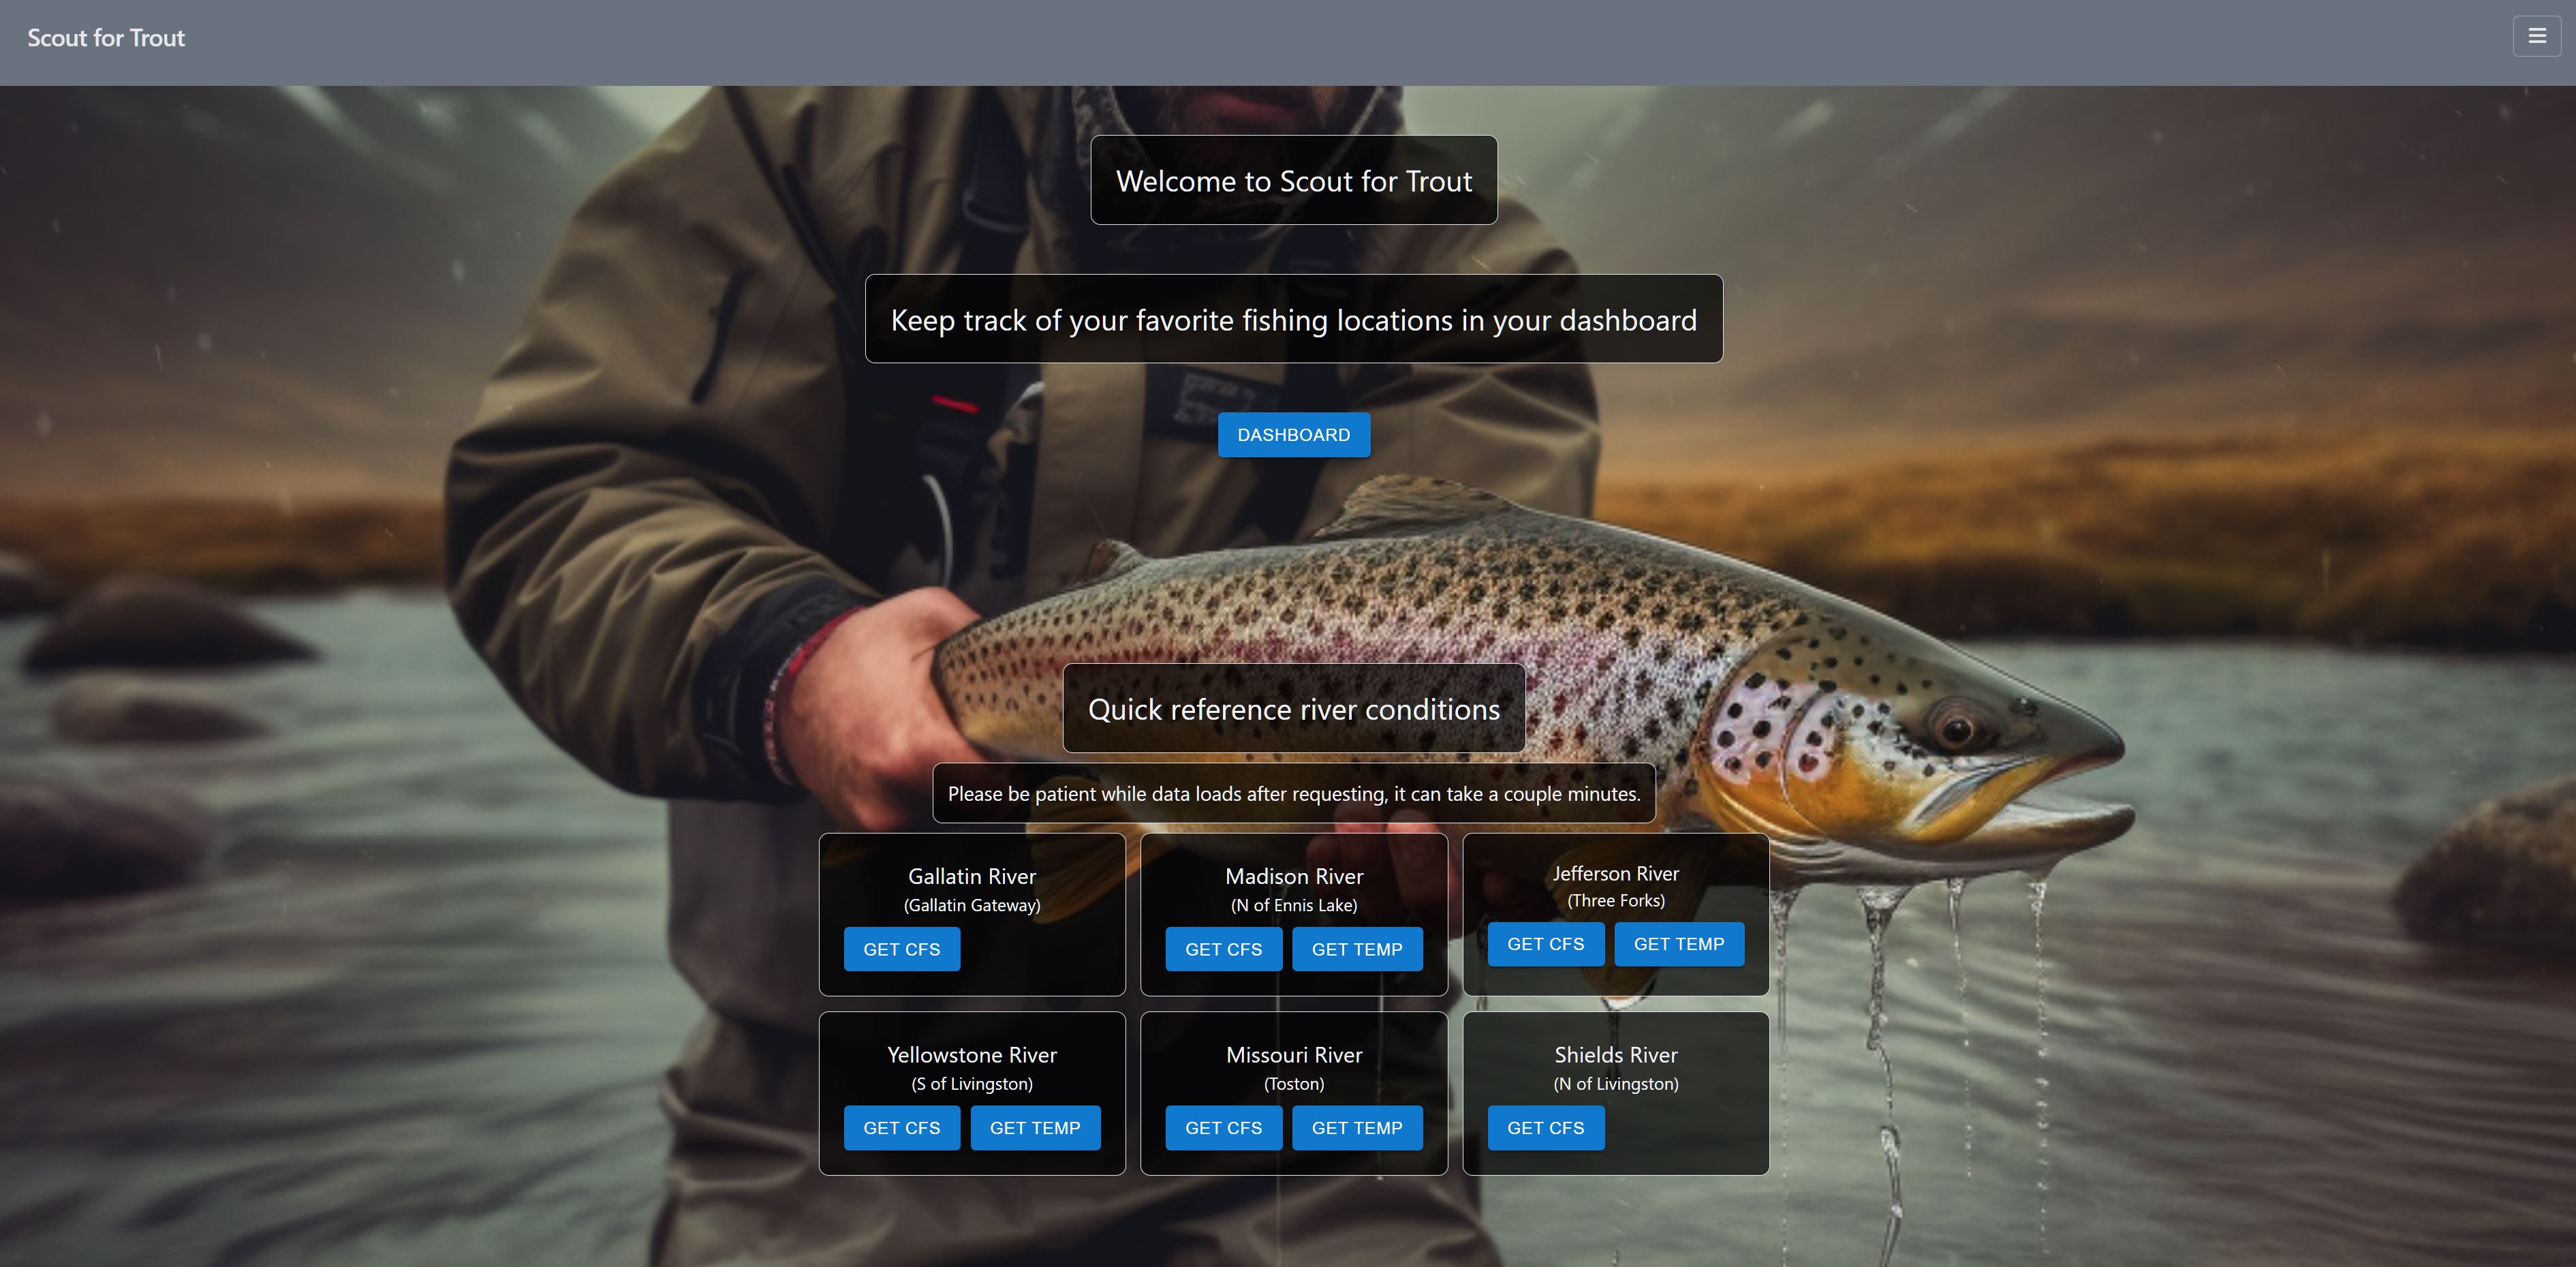 Scout for Trout
Welcome to Scout for Trout
Keep track of your favorite fishing locations in your dashboard
DASHBOARD
Quick reference river conditions
Please be patient while data loads after requesting, it can take a couple minutes.
Gallatin River
(Gallatin Gateway)
GET CFS
Madison River
(N of Ennis Lake)
GET CFS GET TEMP
Jefferson River
(Three Forks)
GET CFS GET TEMP
Yellowstone River
(S of Livingston)
GET CFS GET TEMP
Missouri River
(Toston)
GET CFS GET TEMP
Shields River
(N of Livingston)
GET CFS